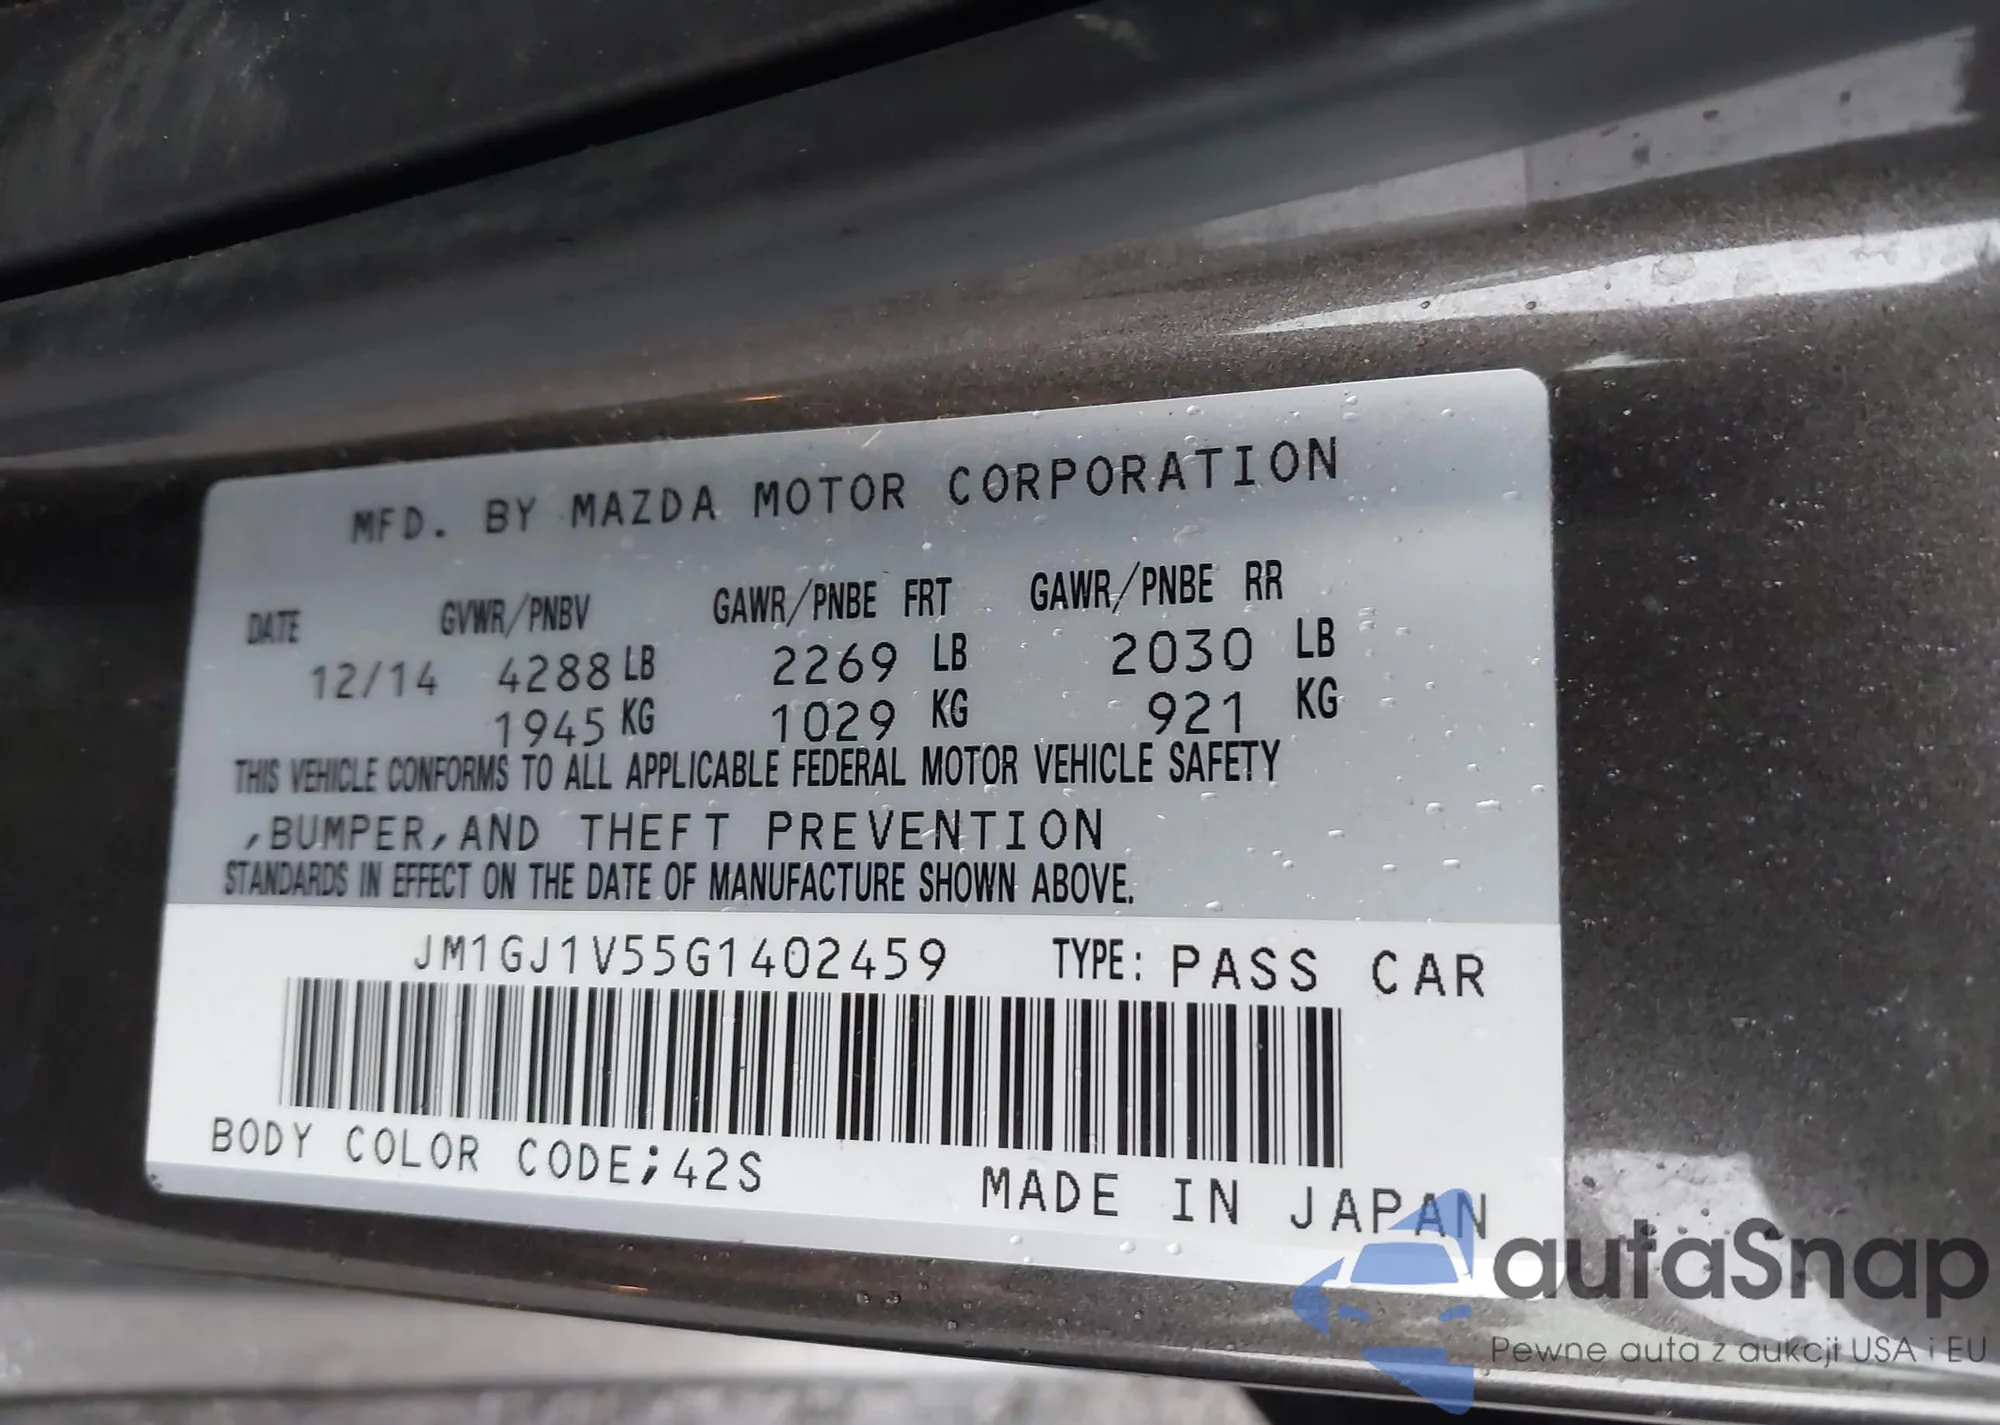 MFD. BY MAZDA MOTOR CORPORATION
DATE GVWR/PNBV GAWR/PNBE FRT GAWR/PNBE RR
12/14 4288 LB 2269 LB 2030 LB
1945 KG 1029 KG 921 KG
THIS VEHICLE CONFORMS TO ALL APPLICABLE FEDERAL MOTOR VEHICLE SAFETY
,BUMPER,AND THEFT PREVENTION
STANDARDS IN EFFECT ON THE DATE OF MANUFACTURE SHOWN ABOVE.
JM1GJ1V55G1402459 TYPE: PASS CAR
BODY COLOR CODE;42S
MADE IN JAPAN
autaSnap
Pewne auta z aukcji USA i EU